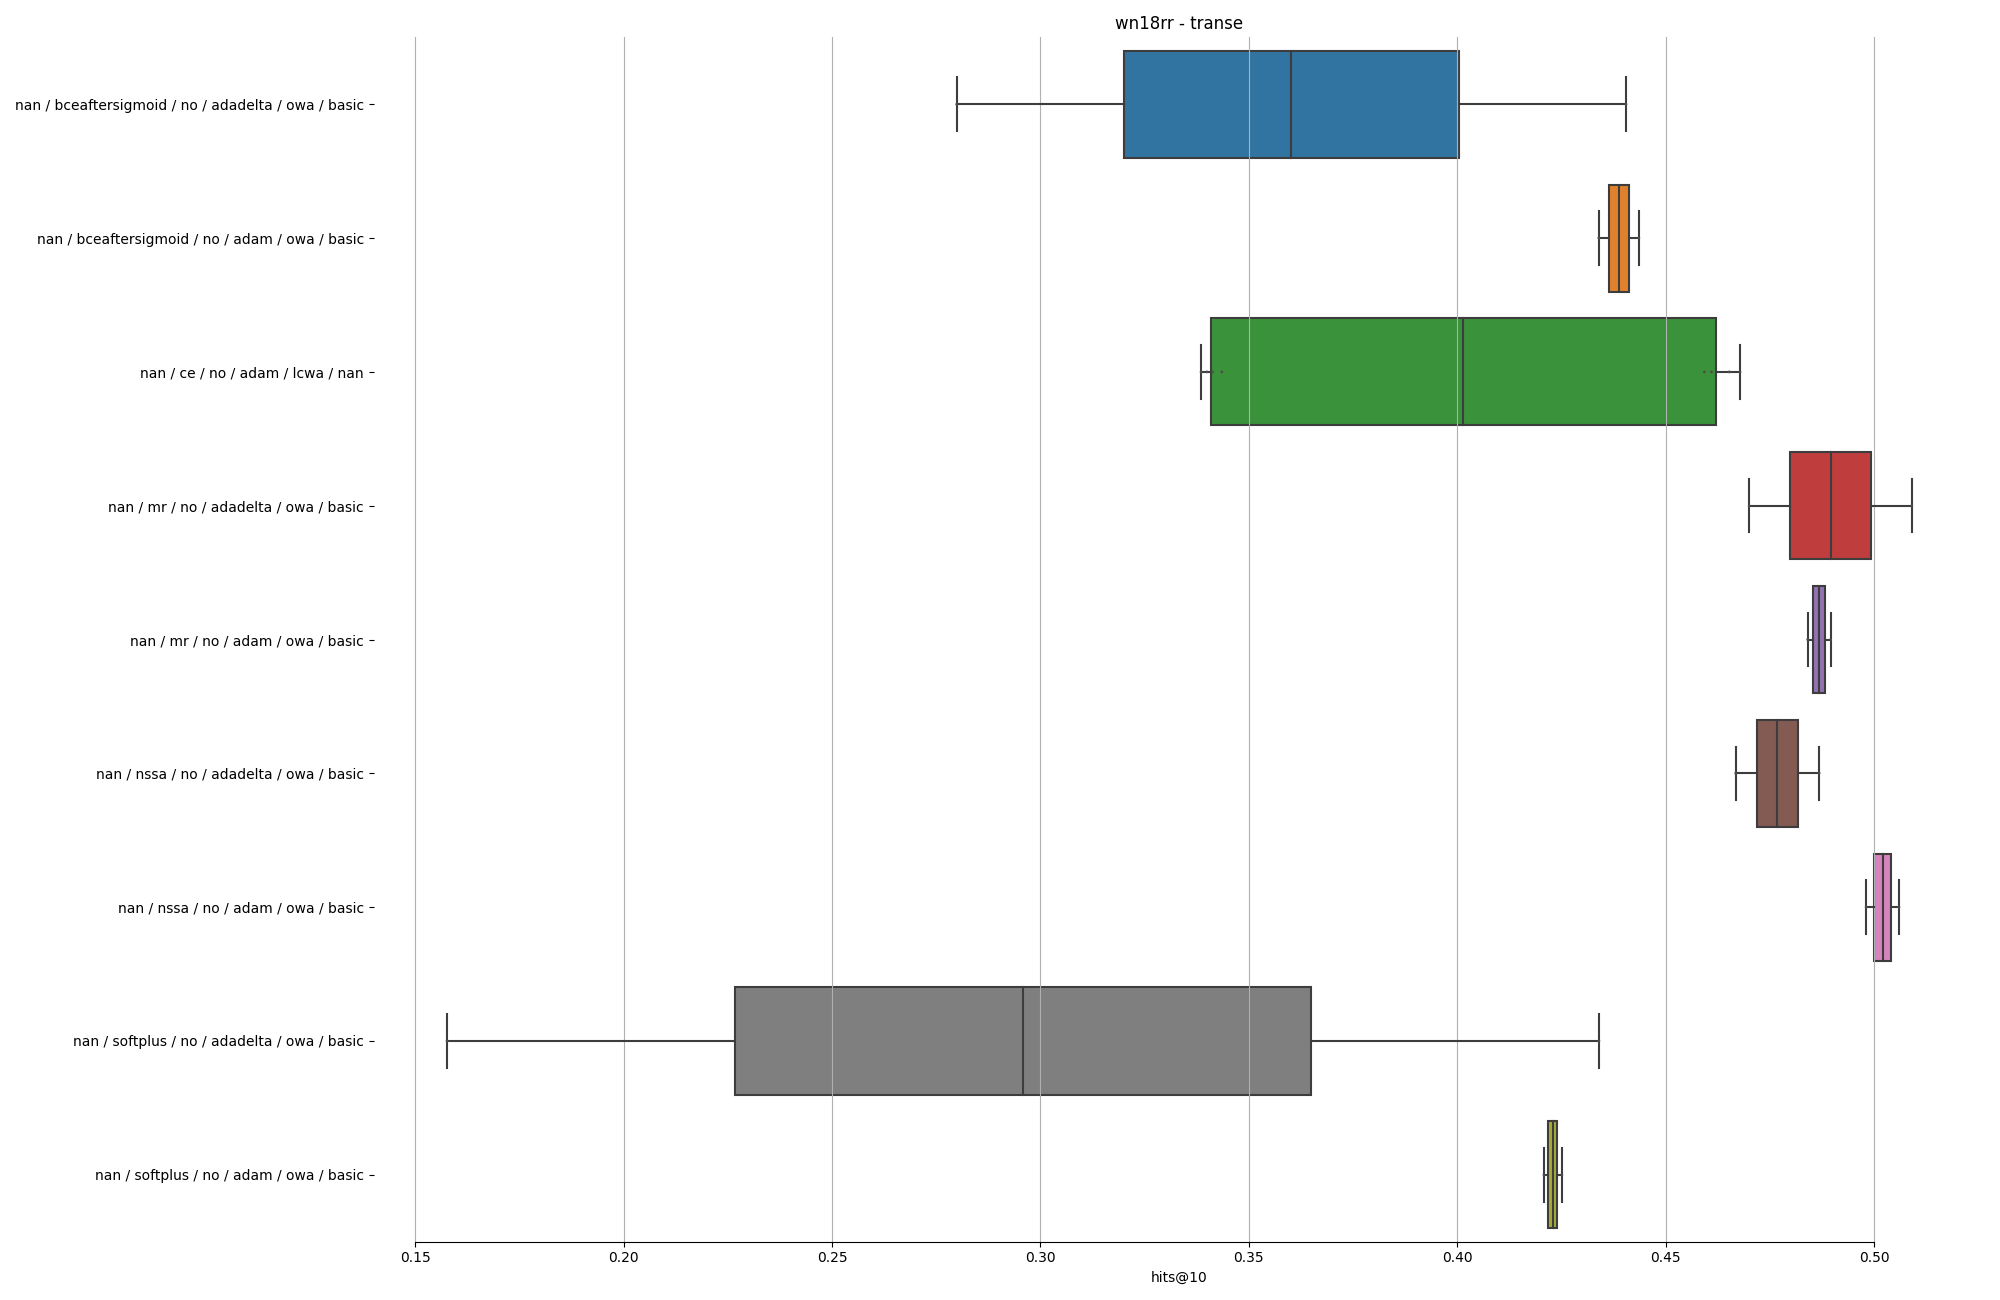 wn18rr - transe
nan / bceaftersigmoid / no / adadelta / owa / basic
nan / bceaftersigmoid / no / adam / owa / basic
nan / ce / no / adam / lcwa / nan
nan / mr / no / adadelta / owa / basic
nan / mr / no / adam / owa / basic
nan / nssa / no / adadelta / owa / basic
nan / nssa / no / adam / owa / basic
nan / softplus / no / adadelta / owa / basic
nan / softplus / no / adam / owa / basic
0.15 0.20 0.25 0.30 0.35 0.40 0.45 0.50
hits@10